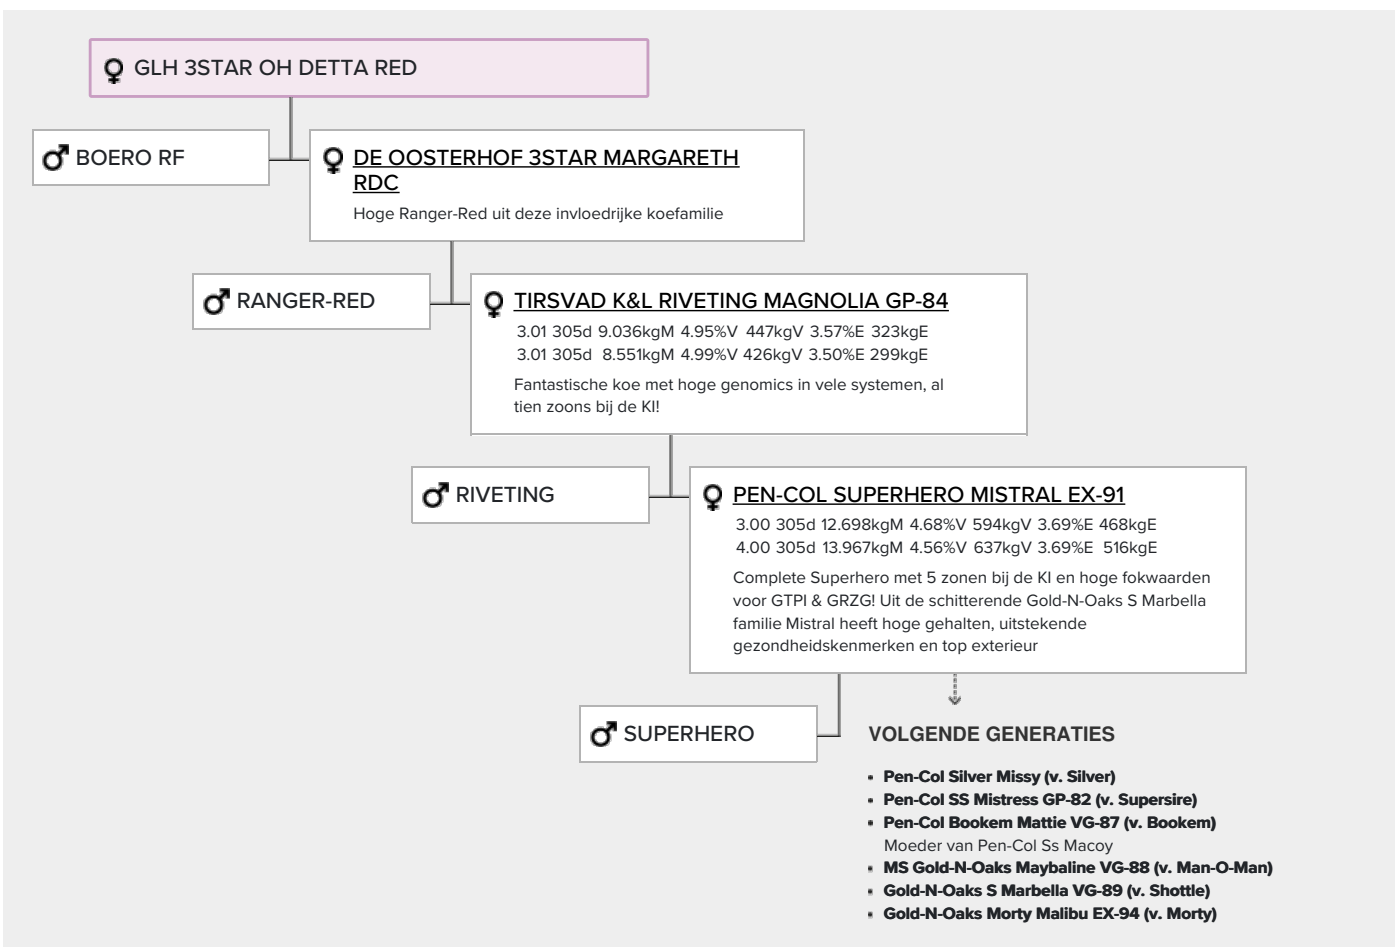 GLH 3STAR OH DETTA RED
BOERO RF
DE OOSTERHOF 3STAR MARGARETH
RDC
Hoge Ranger-Red uit deze invloedrijke koefamilie
RANGER-RED
TIRSVAD K&L RIVETING MAGNOLIA GP-84
3.01 305d 9.036kgM 4.95%V 447kgV 3.57%E 323kgE
3.01 305d 8.551kgM 4.99%V 426kgV 3.50%E 299kgE
Fantastische koe met hoge genomics in vele systemen, al
tien zoons bij de KI!
RIVETING
PEN-COL SUPERHERO MISTRAL EX-91
3.00 305d 12.698kgM 4.68%V 594kgV 3.69%E 468kgE
4.00 305d 13.967kgM 4.56%V 637kgV 3.69%E 516kgE
Complete Superhero met 5 zonen bij de KI en hoge fokwaarden
voor GTPI & GRZG! Uit de schitterende Gold-N-Oaks S Marbella
familie Mistral heeft hoge gehalten, uitstekende
gezondheidskenmerken en top exterieur
SUPERHERO
VOLGENDE GENERATIES
• Pen-Col Silver Missy (v. Silver)
• Pen-Col SS Mistress GP-82 (v. Supersire)
• Pen-Col Bookem Mattie VG-87 (v. Bookem)
Moeder van Pen-Col Ss Macoy
• MS Gold-N-Oaks Maybaline VG-88 (v. Man-O-Man)
• Gold-N-Oaks S Marbella VG-89 (v. Shottle)
• Gold-N-Oaks Morty Malibu EX-94 (v. Morty)